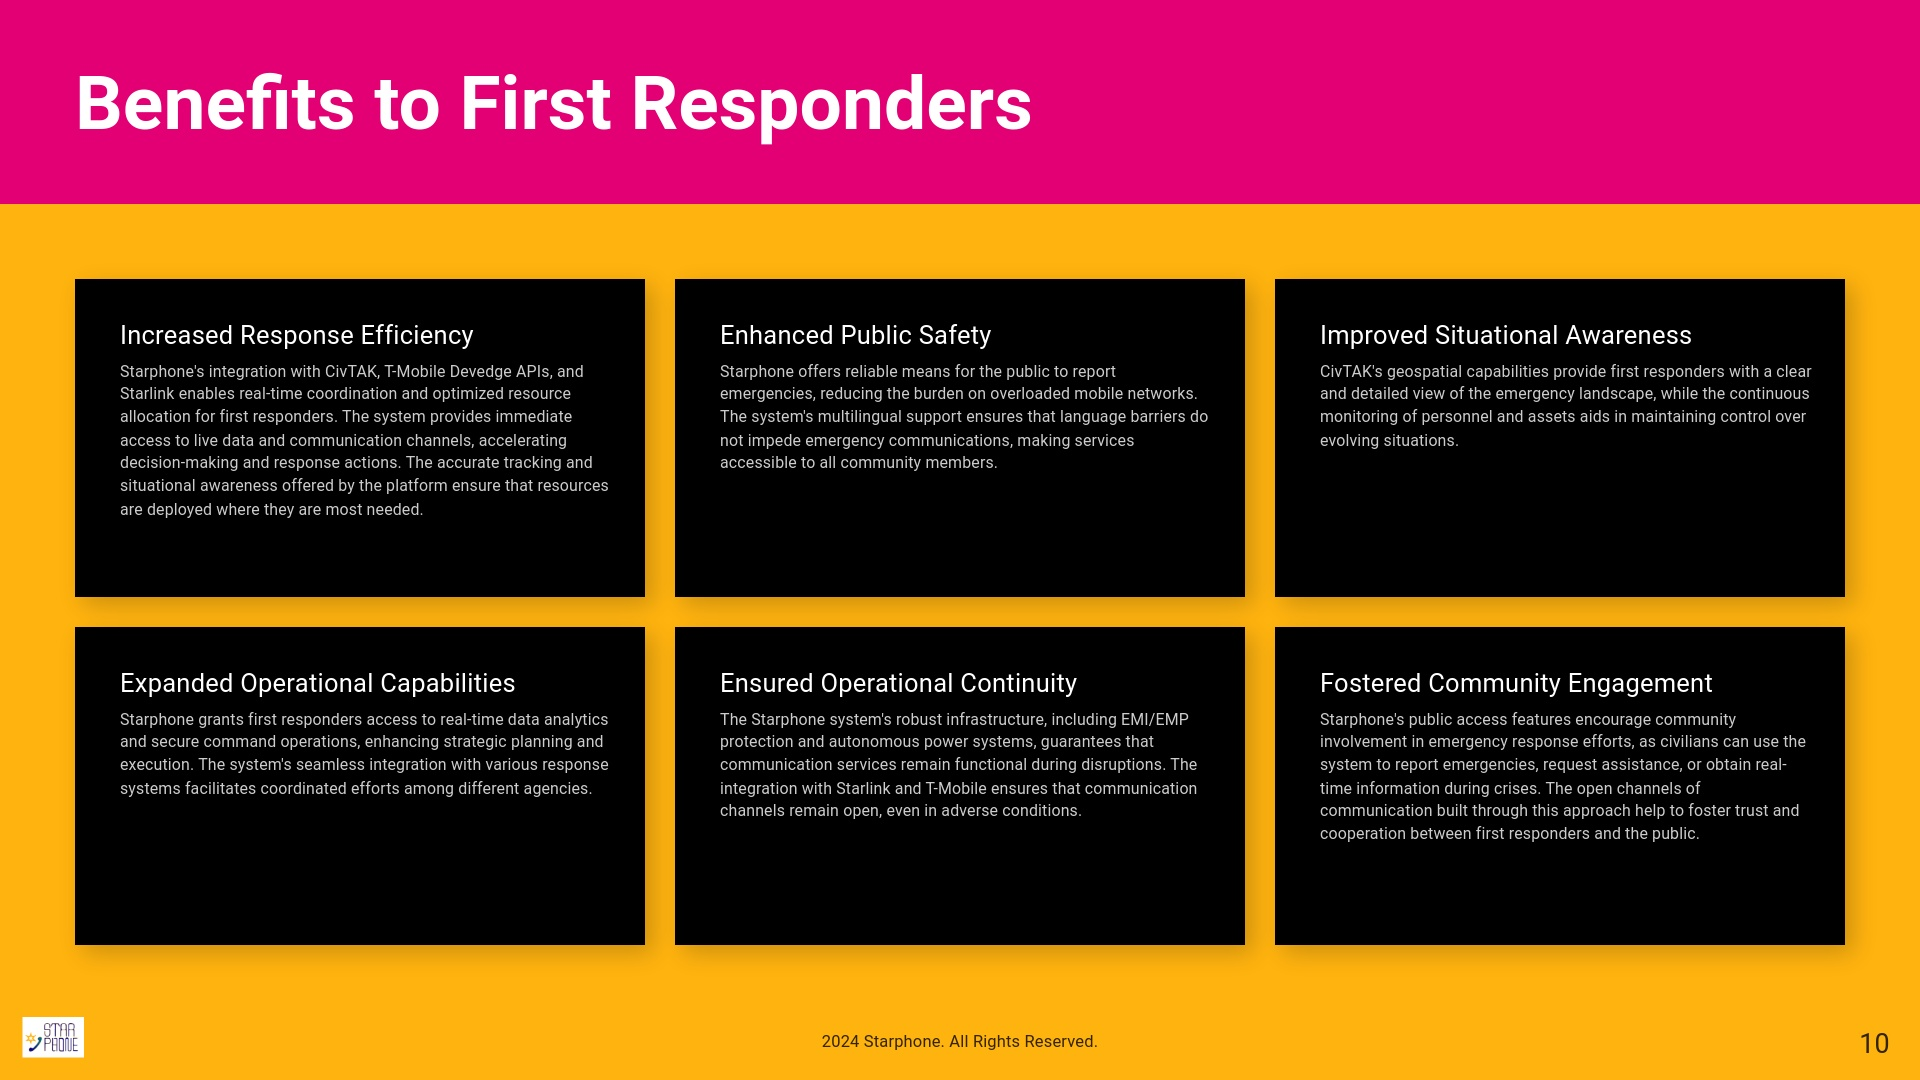 Benefits to First Responders
Increased Response Efficiency
Starphone's integration with CivTAK, T-Mobile Devedge APIs, and
Starlink enables real-time coordination and optimized resource
allocation for first responders. The system provides immediate
access to live data and communication channels, accelerating
decision-making and response actions. The accurate tracking and
situational awareness offered by the platform ensure that resources
are deployed where they are most needed.
Enhanced Public Safety
Starphone offers reliable means for the public to report
emergencies, reducing the burden on overloaded mobile networks.
The system's multilingual support ensures that language barriers do
not impede emergency communications, making services
accessible to all community members.
Improved Situational Awareness
CivTAK's geospatial capabilities provide first responders with a clear
and detailed view of the emergency landscape, while the continuous
monitoring of personnel and assets aids in maintaining control over
evolving situations.
Expanded Operational Capabilities
Starphone grants first responders access to real-time data analytics
and secure command operations, enhancing strategic planning and
execution. The system's seamless integration with various response
systems facilitates coordinated efforts among different agencies.
Ensured Operational Continuity
The Starphone system's robust infrastructure, including EMI/EMP
protection and autonomous power systems, guarantees that
communication services remain functional during disruptions. The
integration with Starlink and T-Mobile ensures that communication
channels remain open, even in adverse conditions.
Fostered Community Engagement
Starphone's public access features encourage community
involvement in emergency response efforts, as civilians can use the
system to report emergencies, request assistance, or obtain real-
time information during crises. The open channels of
communication built through this approach help to foster trust and
cooperation between first responders and the public.
STAR
PHONE
2024 Starphone. All Rights Reserved.
10